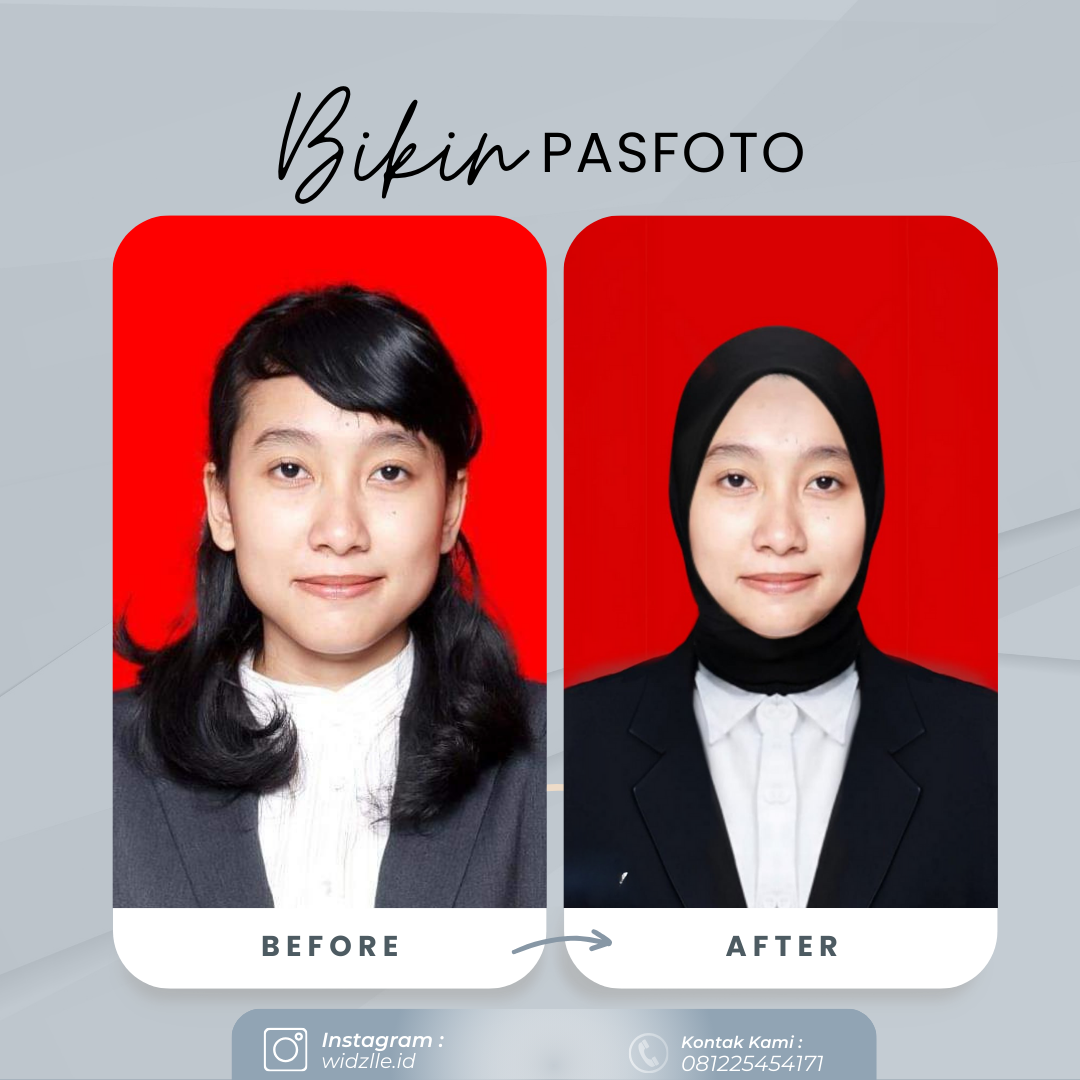 Bikin PASFOTO
BEFORE
AFTER
Instagram :
widzlle.id
Kontak Kami :
081225454171